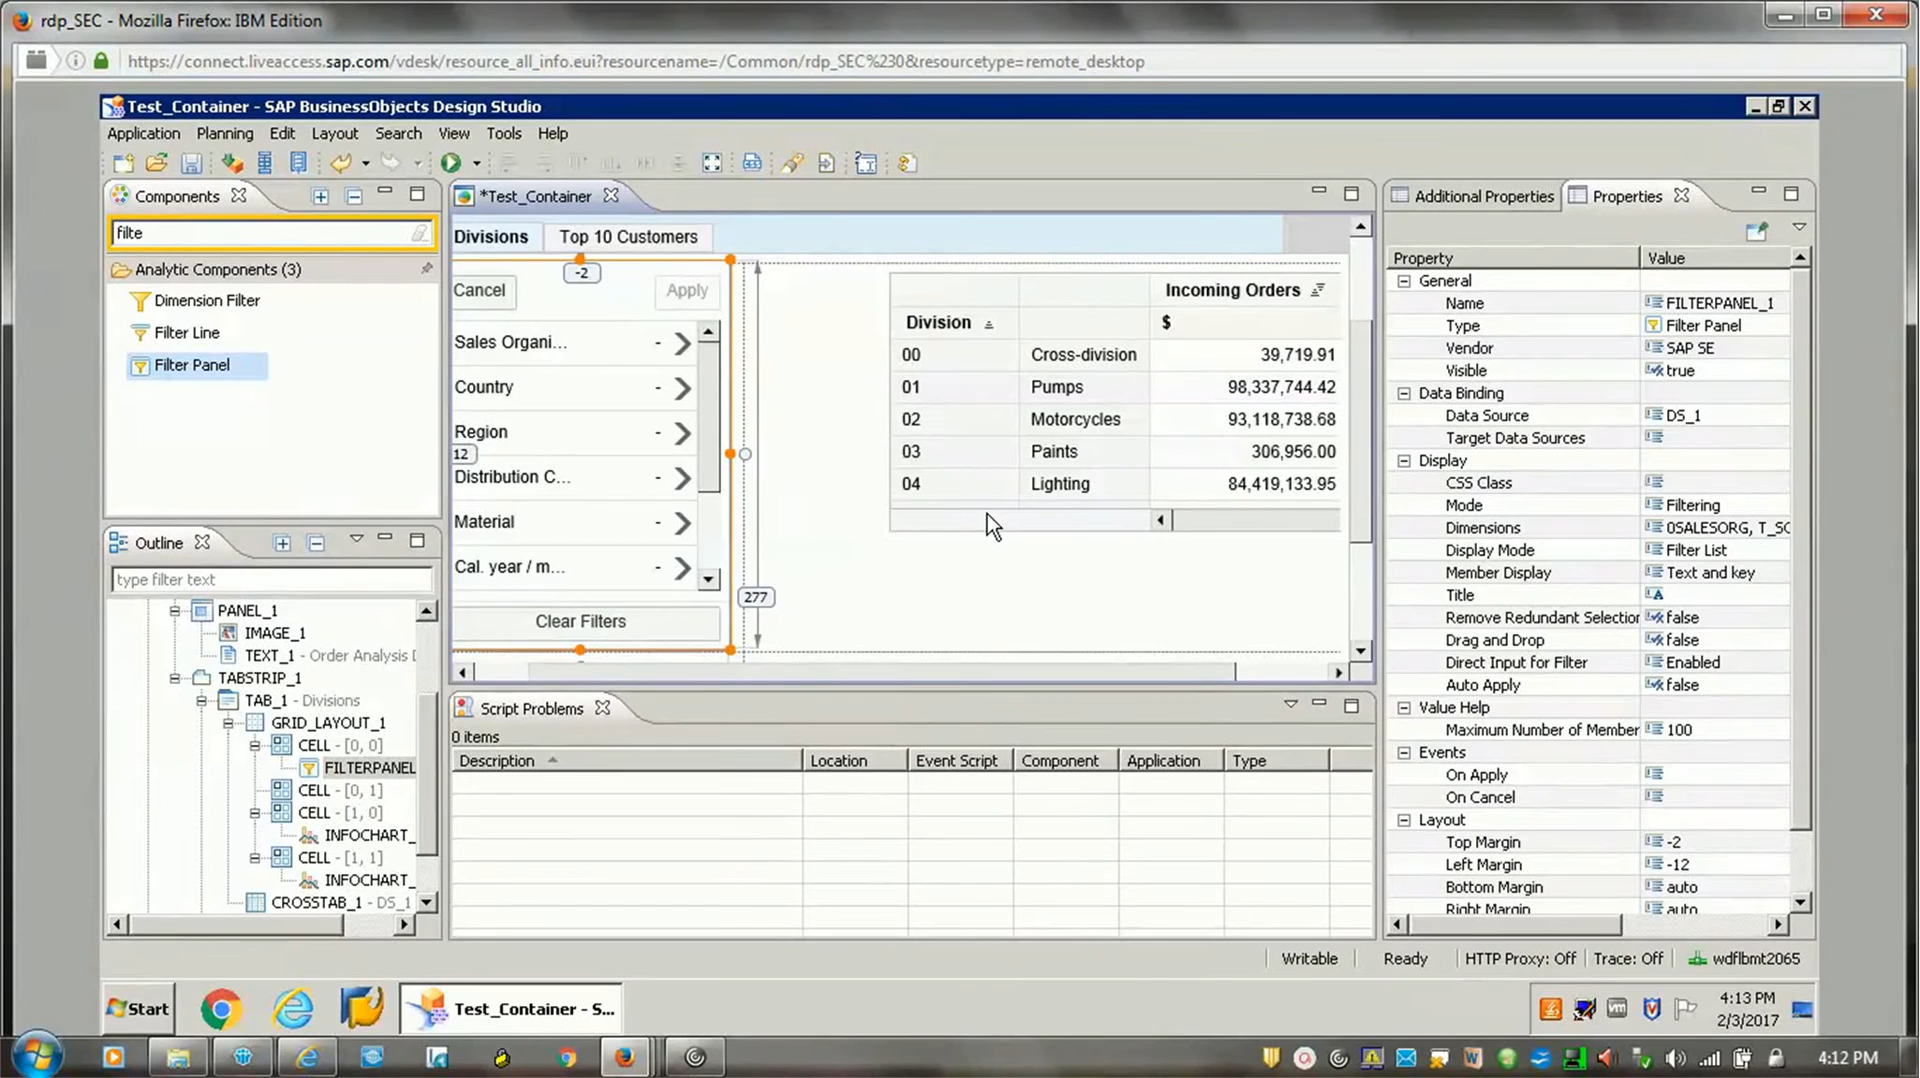 rdp_SEC - Mozilla Firefox: IBM Edition
https://connect.liveaccess.sap.com/vdesk/resource_all_info.eui?resourcename=/Common/rdp_SEC%230&resourcetype=remote_desktop
Test_Container - SAP BusinessObjects Design Studio
Application Planning Edit Layout Search View Tools Help
Components
filte
Analytic Components (3)
Dimension Filter
Filter Line
Filter Panel
Outline
type filter text
PANEL_1
IMAGE_1
TEXT_1 - Order Analysis D
TABSTRIP_1
TAB_1 - Divisions
GRID_LAYOUT_1
CELL - [0, 0]
FILTERPANEL
CELL - [0, 1]
CELL - [1, 0]
INFOCHART_
CELL - [1, 1]
INFOCHART_
CROSSTAB_1 - DS_1
*Test_Container
Divisions Top 10 Customers
-2
Cancel Apply
Sales Organi... -
Country -
Region -
12
Distribution C... -
Material -
Cal. year / m... -
277
Clear Filters
Incoming Orders
Division $
00 Cross-division 39,719.91
01 Pumps 98,337,744.42
02 Motorcycles 93,118,738.68
03 Paints 306,956.00
04 Lighting 84,419,133.95
Script Problems
0 items
Description Location Event Script Component Application Type
Additional Properties Properties
Property Value
General
Name FILTERPANEL_1
Type Filter Panel
Vendor SAP SE
Visible true
Data Binding
Data Source DS_1
Target Data Sources
Display
CSS Class
Mode Filtering
Dimensions 0SALESORG, T_SC
Display Mode Filter List
Member Display Text and key
Title
Remove Redundant Selection false
Drag and Drop false
Direct Input for Filter Enabled
Auto Apply false
Value Help
Maximum Number of Member 100
Events
On Apply
On Cancel
Layout
Top Margin -2
Left Margin -12
Bottom Margin auto
Right Margin auto
Writable Ready HTTP Proxy: Off Trace: Off wdflbmt2065
Start Test_Container - S... 4:13 PM
2/3/2017
4:12 PM